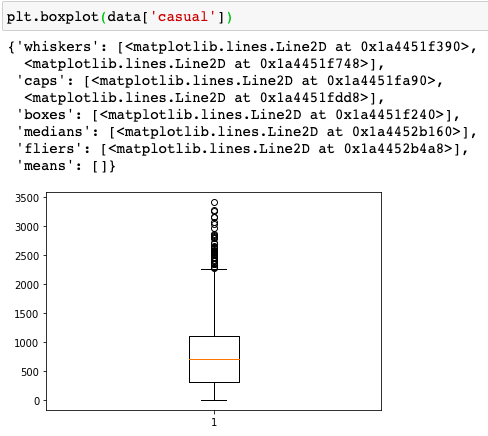 plt.boxplot(data['casual'])
{'whiskers': [<matplotlib.lines.Line2D at 0x1a4451f390>,
<matplotlib.lines.Line2D at 0x1a4451f748>],
'caps': [<matplotlib.lines.Line2D at 0x1a4451fa90>,
<matplotlib.lines.Line2D at 0x1a4451fdd8>],
'boxes': [<matplotlib.lines.Line2D at 0x1a4451f240>],
'medians': [<matplotlib.lines.Line2D at 0x1a4452b160>],
'fliers': [<matplotlib.lines.Line2D at 0x1a4452b4a8>],
'means': []}
3500
3000
2500
2000
1500
1000
500
0
1